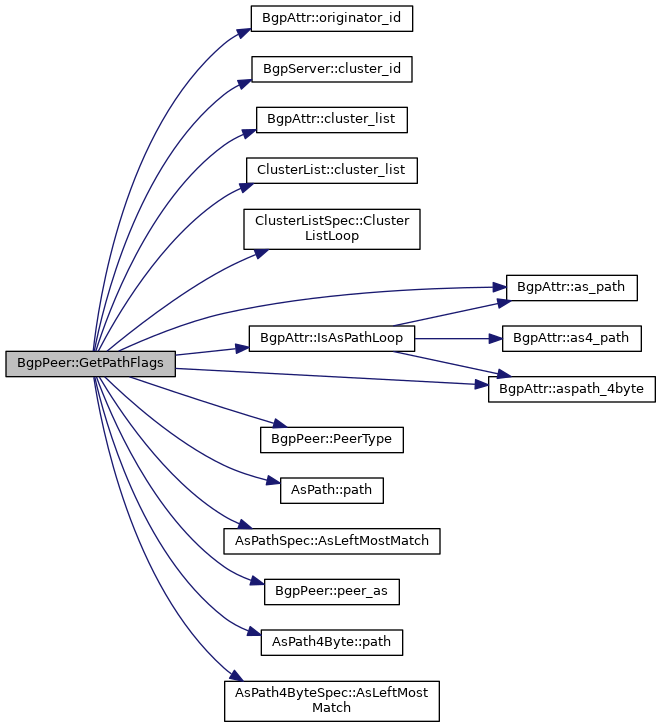 BgpAttr::originator_id
BgpServer::cluster_id
BgpAttr::cluster_list
ClusterList::cluster_list
ClusterListSpec::Cluster
ListLoop
BgpAttr::as_path
BgpAttr::IsAsPathLoop
BgpAttr::as4_path
BgpPeer::GetPathFlags
BgpAttr::aspath_4byte
BgpPeer::PeerType
AsPath::path
AsPathSpec::AsLeftMostMatch
BgpPeer::peer_as
AsPath4Byte::path
AsPath4ByteSpec::AsLeftMost
Match